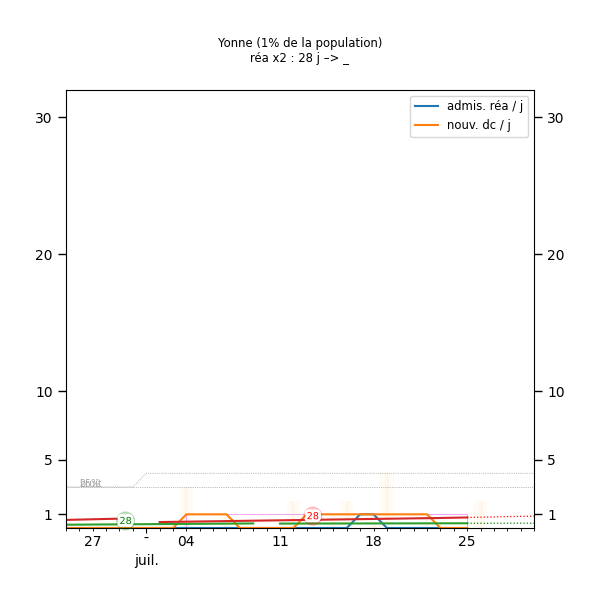 Yonne (1% de la population)
réa x2 : 28 j –> _
admis. réa / j
nouv. dc / j
30 30
20 20
10 10
5 5
1 1
28 28
27 - 04 11 18 25
juil.